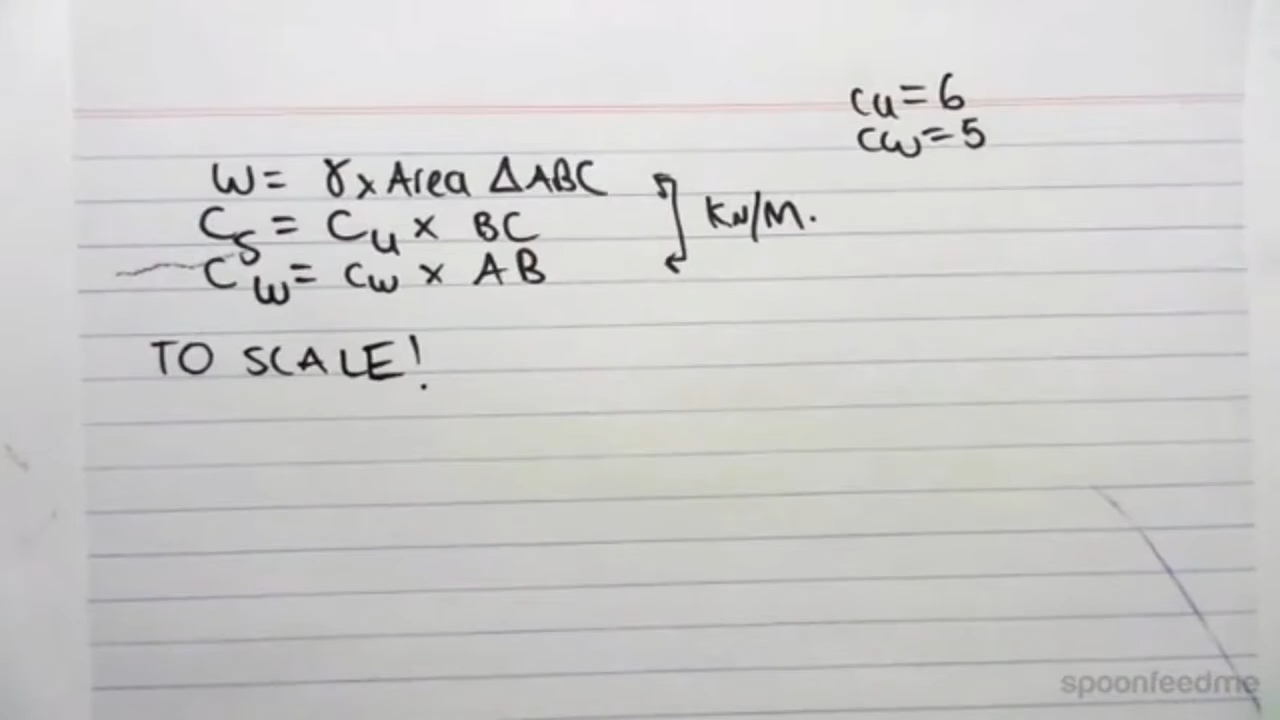 cu = 6
cw = 5
W = γ x Area ΔABC
Cs = Cu x BC
Cw = cw x AB
KN/M.
TO SCALE!
spoonfeedme